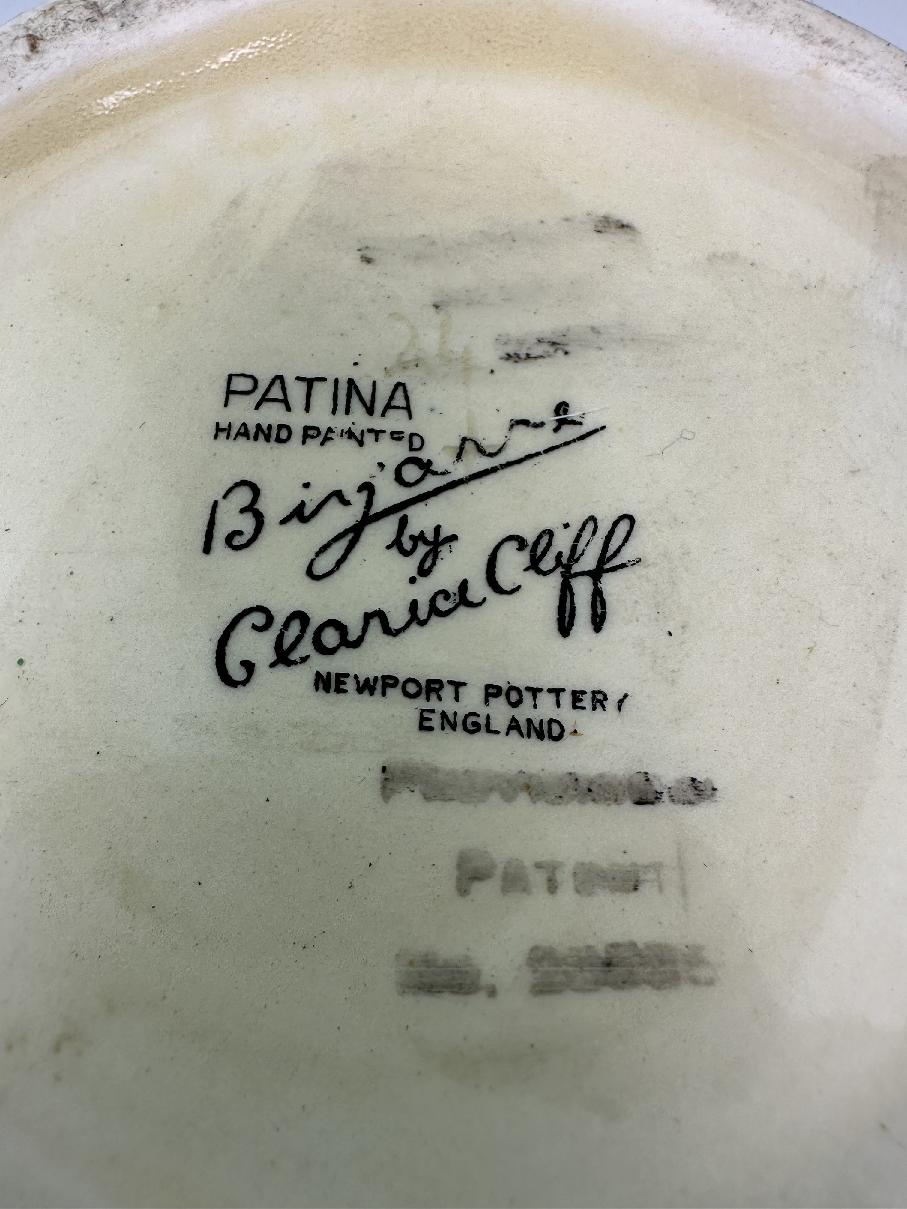 PATINA
HAND PAINTED
Bizarre
by
Clarice Cliff
NEWPORT POTTERY
ENGLAND
PATENT